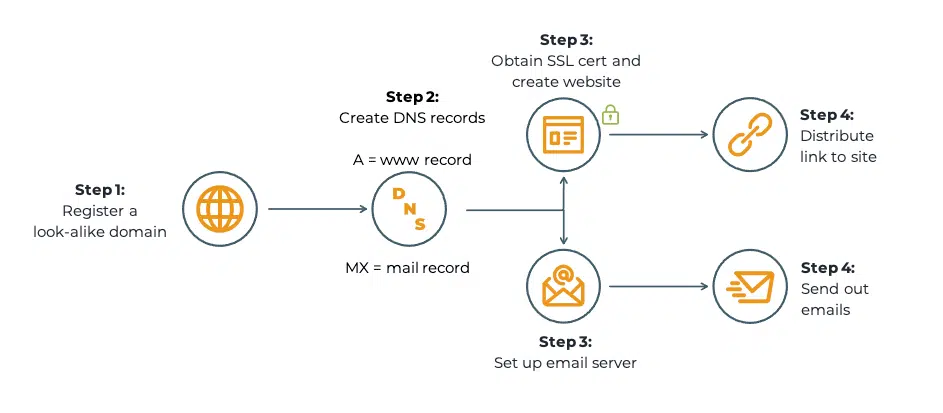 Step 1:
Register a
look-alike domain
Step 2:
Create DNS records
A = www record
D
N
S
MX = mail record
Step 3:
Obtain SSL cert and
create website
Step 4:
Distribute
link to site
@
Step 3:
Set up email server
Step 4:
Send out
emails